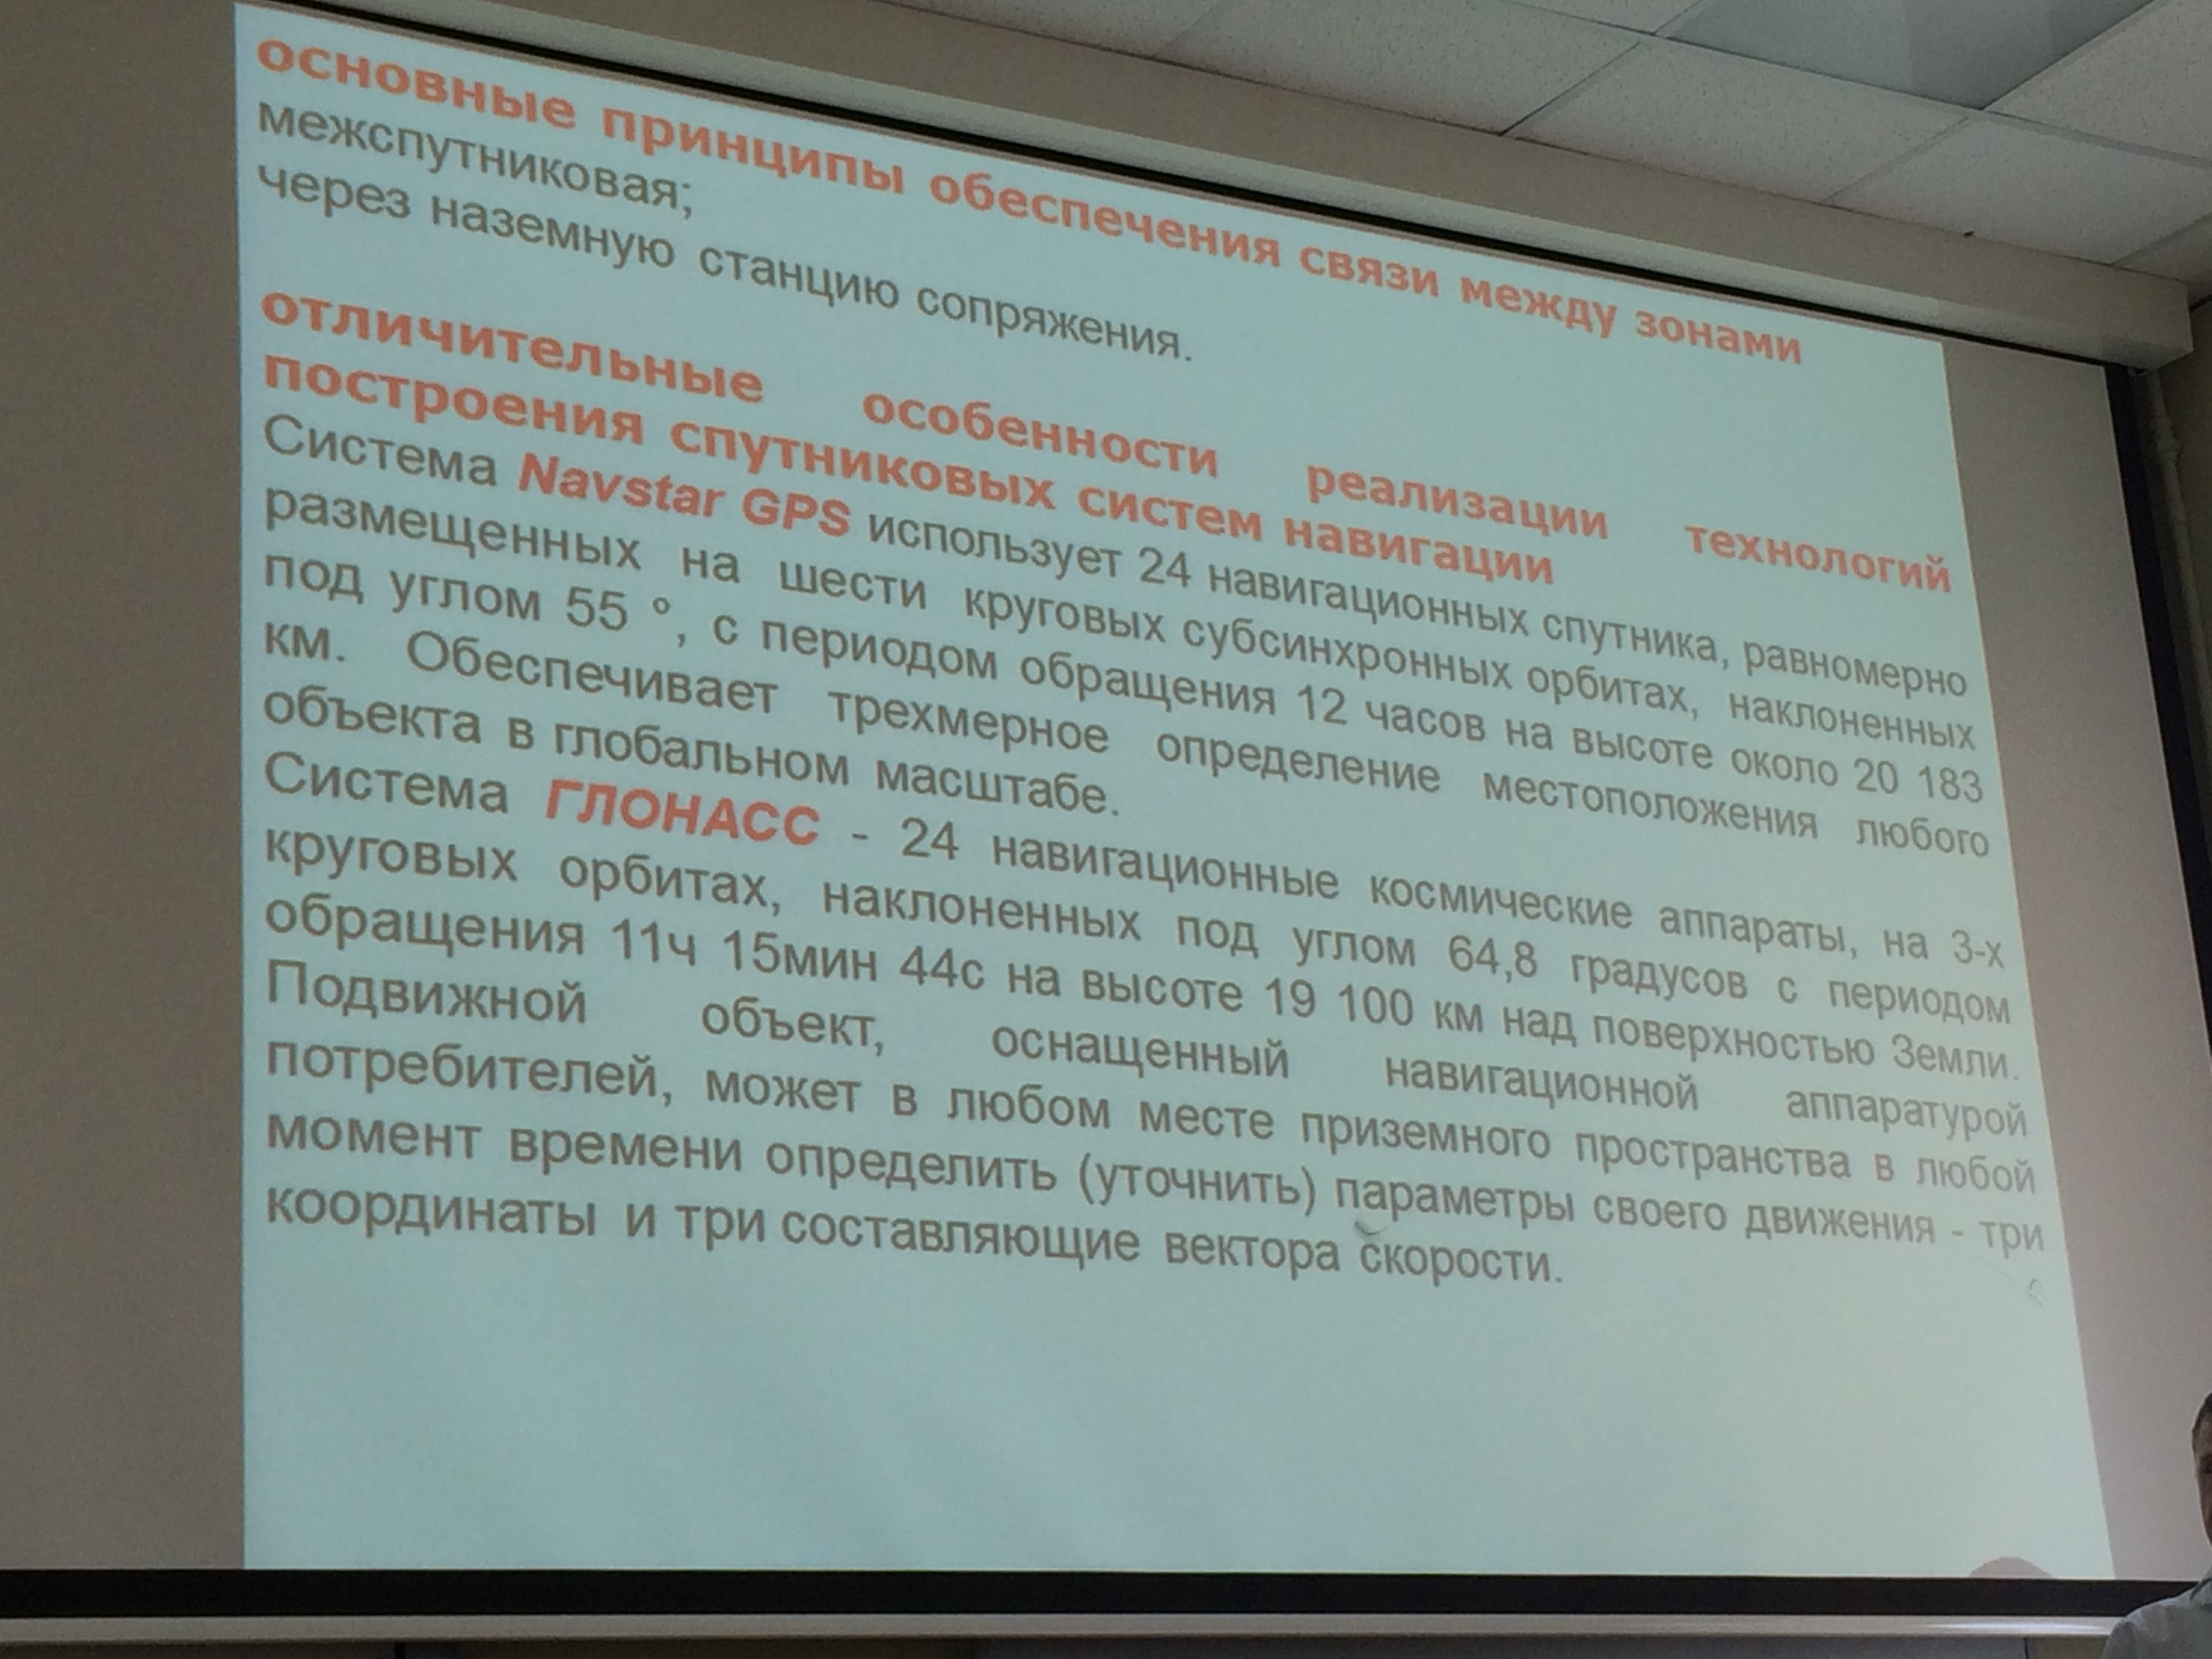 основные принципы обеспечения связи между зонами
межспутниковая;
через наземную станцию сопряжения.
отличительные особенности реализации технологий
построения спутниковых систем навигации
Система Navstar GPS использует 24 навигационных спутника, равномерно
размещенных на шести круговых субсинхронных орбитах, наклоненных
под углом 55 °, с периодом обращения 12 часов на высоте около 20 183
км. Обеспечивает трехмерное определение местоположения любого
объекта в глобальном масштабе.
Система ГЛОНАСС - 24 навигационные космические аппараты, на 3-х
круговых орбитах, наклоненных под углом 64,8 градусов с периодом
обращения 11ч 15мин 44с на высоте 19 100 км над поверхностью Земли.
Подвижной объект, оснащенный навигационной аппаратурой
потребителей, может в любом месте приземного пространства в любой
момент времени определить (уточнить) параметры своего движения - три
координаты и три составляющие вектора скорости.